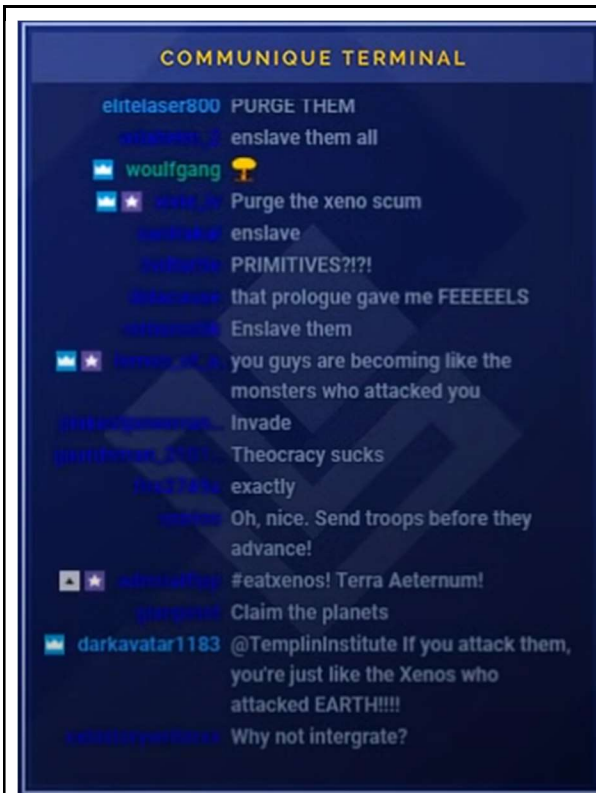 COMMUNIQUE TERMINAL
elitelaser800 PURGE THEM
enslave them all
woulfgang
Purge the xeno scum
enslave
PRIMITIVES?!?!
that prologue gave me FEEEEELS
Enslave them
you guys are becoming like the
monsters who attacked you
Invade
Theocracy sucks
exactly
Oh, nice. Send troops before they
advance!
#eatxenos! Terra Aeternum!
Claim the planets
darkavatar1183 @TemplinInstitute If you attack them,
you're just like the Xenos who
attacked EARTH!!!!
Why not intergrate?